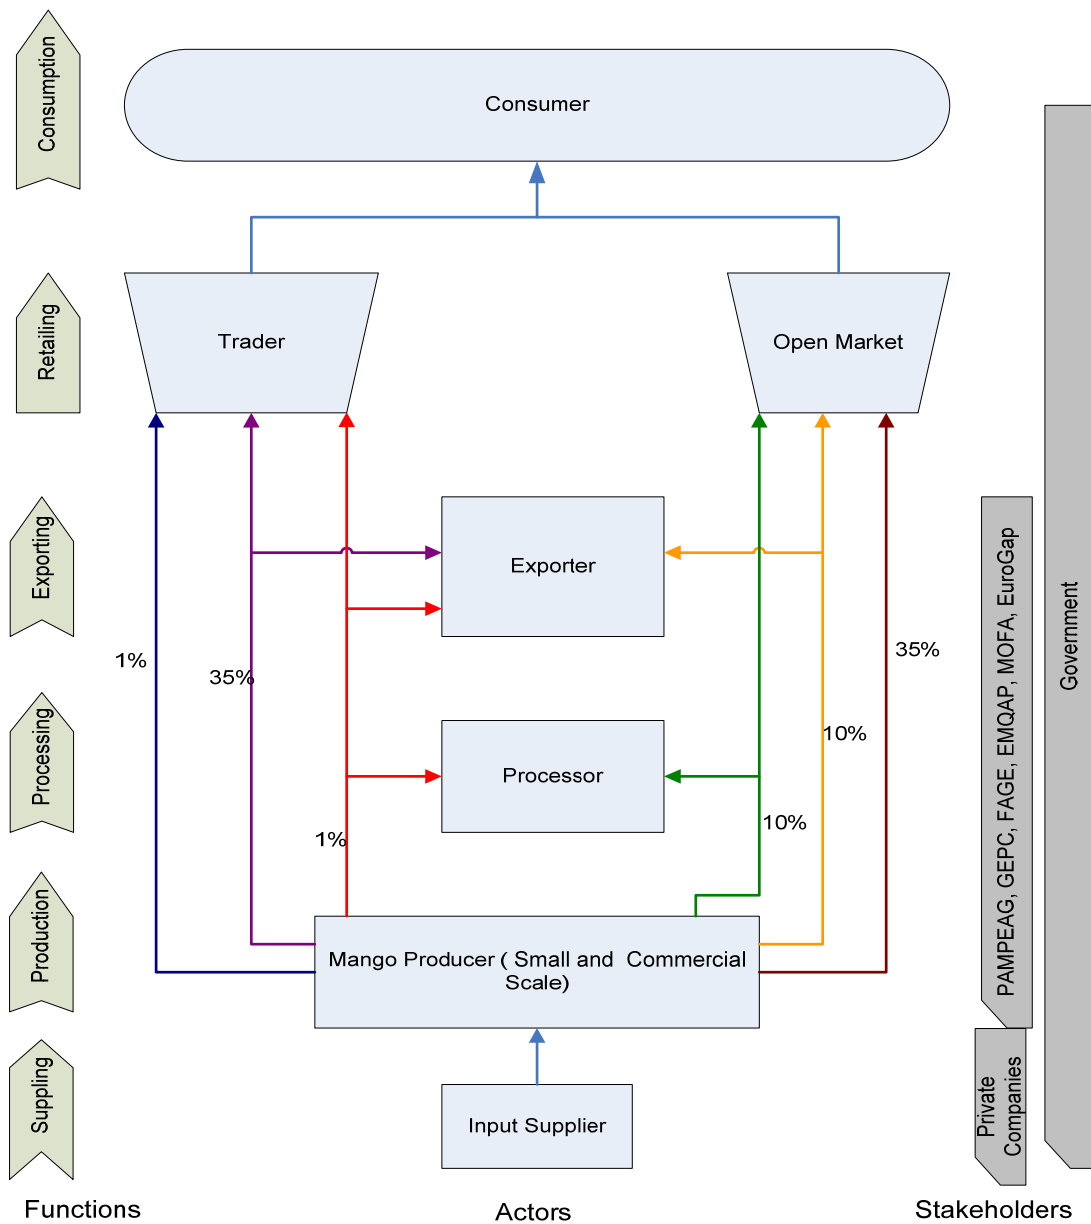 Consumption
Consumer
Retailing
Trader
Open Market
Exporting
Exporter
1%
35%
35%
Processing
Processor
10%
10%
1%
Production
Mango Producer ( Small and Commercial
Scale)
Suppling
Input Supplier
PAMPEAG, GEPC, FAGE, EMQAP, MOFA, EuroGap
Government
Private
Companies
Functions
Actors
Stakeholders